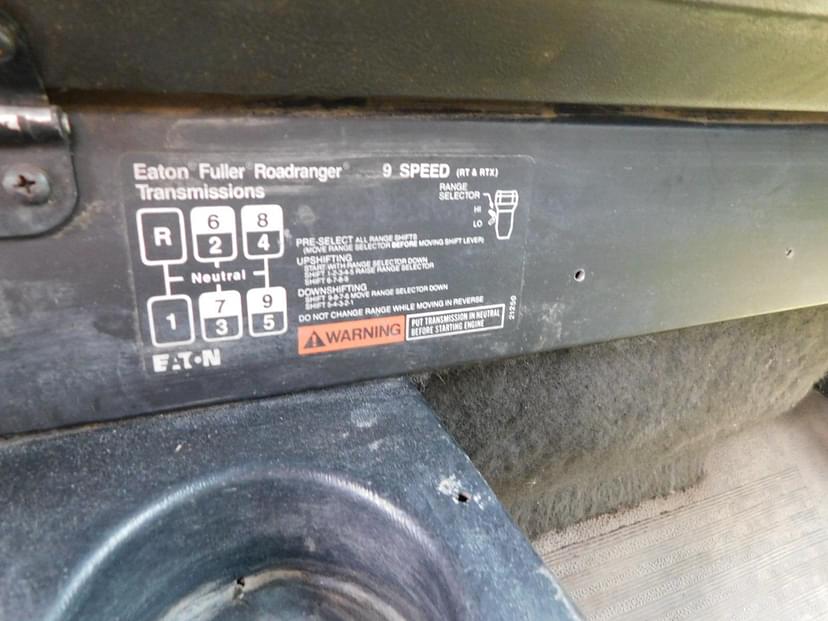 Eaton® Fuller® Roadranger® 9 SPEED (RT & RTX)
Transmissions
RANGE
SELECTOR
HI
LO
R 6 8
2 4
Neutral
1 7 9
3 5
EATON
PRE-SELECT ALL RANGE SHIFTS
(MOVE RANGE SELECTOR BEFORE MOVING SHIFT LEVER)
UPSHIFTING
START WITH RANGE SELECTOR DOWN
SHIFT 1-2-3-4-5 RAISE RANGE SELECTOR
SHIFT 6-7-8-9
DOWNSHIFTING
SHIFT 9-8-7-6 MOVE RANGE SELECTOR DOWN
SHIFT 5-4-3-2-1
DO NOT CHANGE RANGE WHILE MOVING IN REVERSE
WARNING
PUT TRANSMISSION IN NEUTRAL
BEFORE STARTING ENGINE
21250